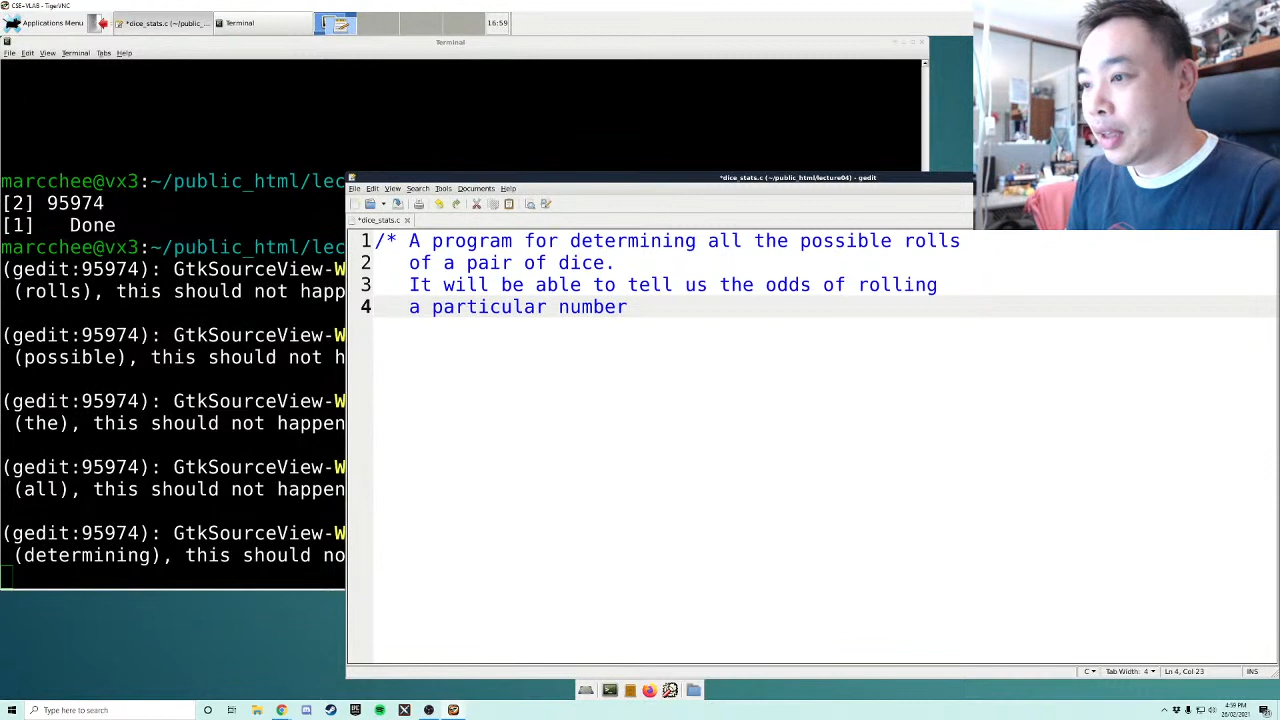 CSE-VLAB - TigerVNC
Applications Menu
*dice_stats.c (~/public_...
Terminal
16:59
Terminal
File Edit View Terminal Tabs Help
marcchee@vx3:~/public_html/lec
[2] 95974
[1] Done
marcchee@vx3:~/public_html/lec
(gedit:95974): GtkSourceView-W
(rolls), this should not happ
(gedit:95974): GtkSourceView-W
(possible), this should not h
(gedit:95974): GtkSourceView-W
(the), this should not happen
(gedit:95974): GtkSourceView-W
(all), this should not happen
(gedit:95974): GtkSourceView-W
(determining), this should no
*dice_stats.c (~/public_html/lecture04) - gedit
File Edit View Search Tools Documents Help
*dice_stats.c
1 /* A program for determining all the possible rolls
2 of a pair of dice.
3 It will be able to tell us the odds of rolling
4 a particular number
C Tab Width: 4 Ln 4, Col 23 INS
Type here to search
4:59 PM
26/02/2021